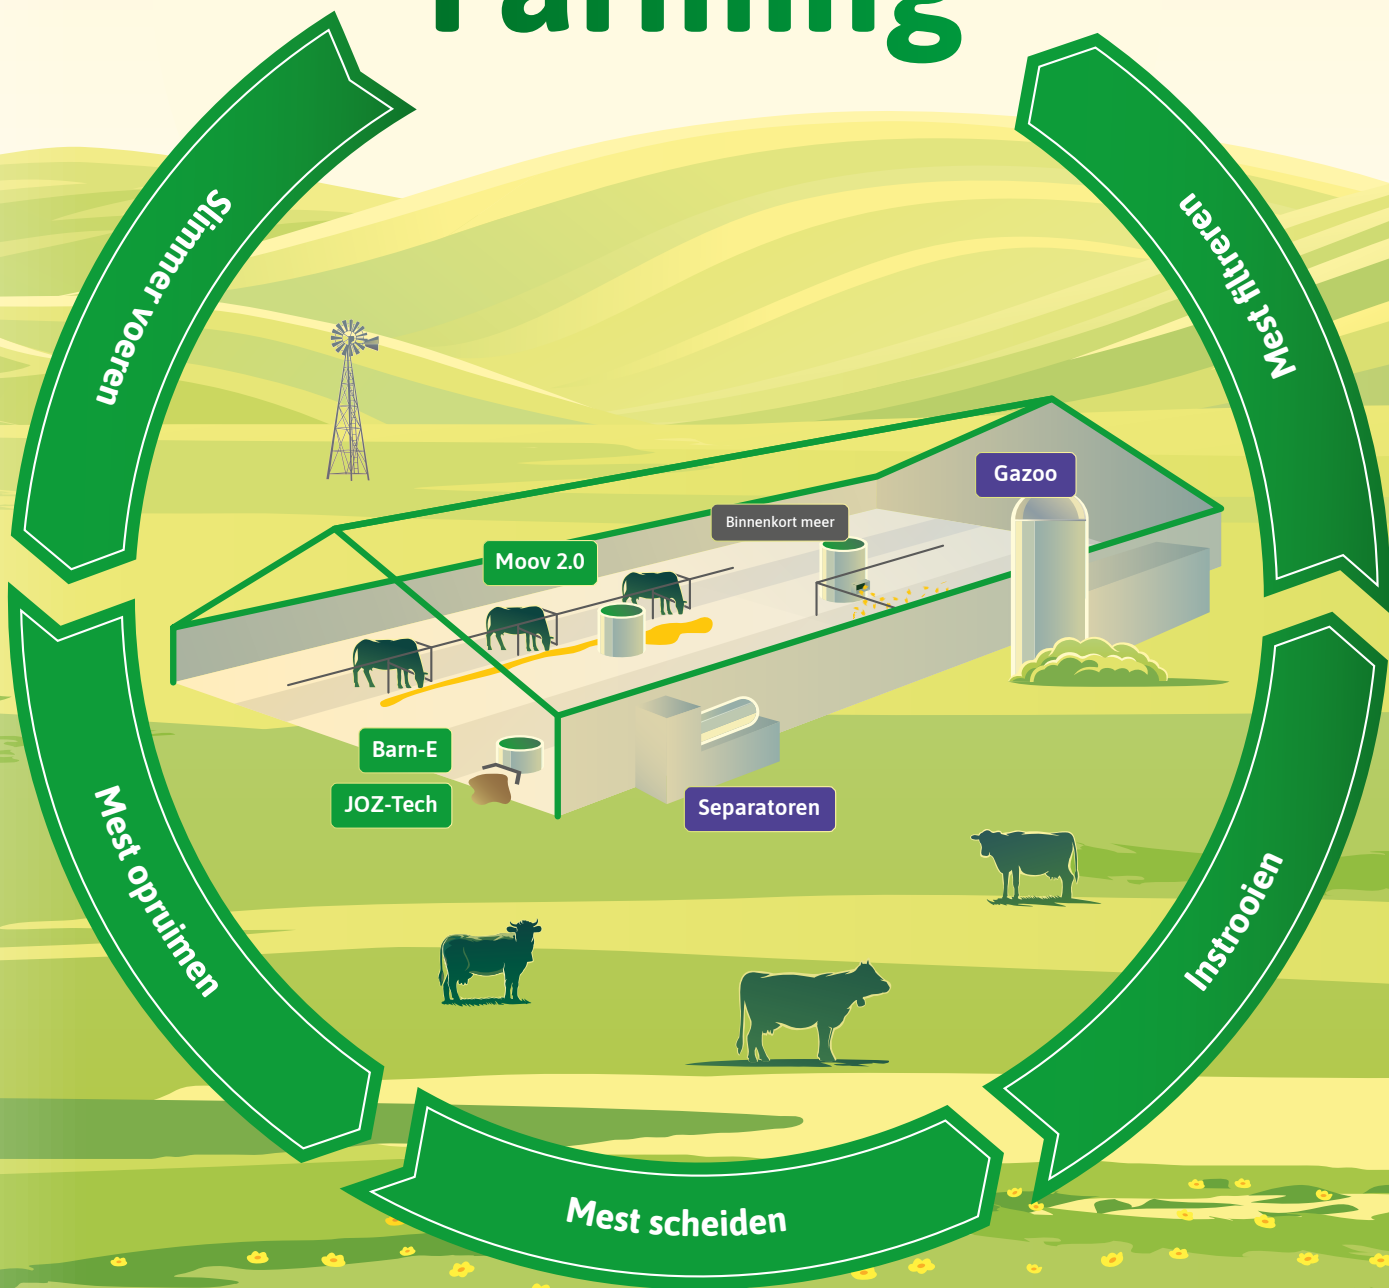 Farming
Slimmer voeren
Mest filtreren
Gazoo
Binnenkort meer
Moov 2.0
Barn-E
JOZ-Tech
Separatoren
Mest opruimen
Instrooien
Mest scheiden